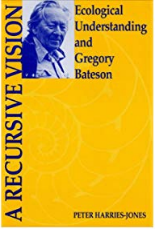 A RECURSIVE VISION
Ecological
Understanding
and
Gregory
Bateson
PETER HARRIES-JONES